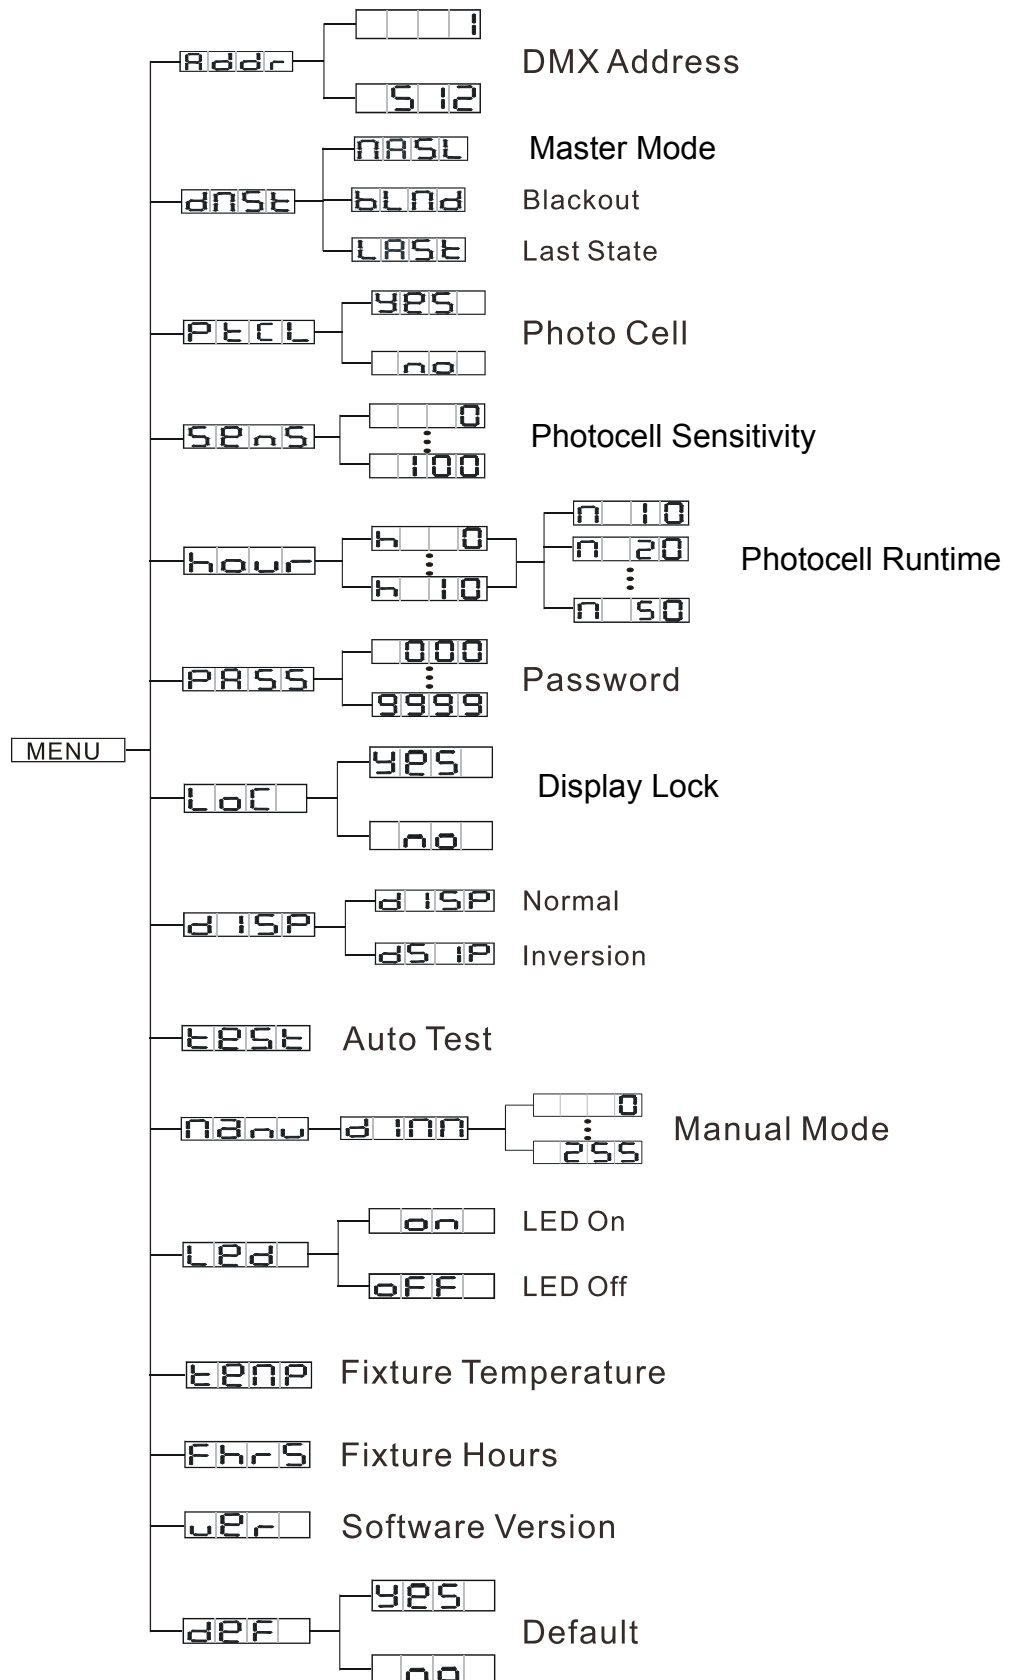 1
Addr
DMX Address
512
MASL
Master Mode
dMSt
bLMd
Blackout
LASt
Last State
yes
PtCL
Photo Cell
no
0
SenS
Photocell Sensitivity
100
M 10
h 0
M 20
hour
Photocell Runtime
h 10
M 50
000
PASS
Password
9999
MENU
yes
LoC
Display Lock
no
dISP
Normal
dISP
dSIP
Inversion
test
Auto Test
0
Manu
dIMM
Manual Mode
255
on
LED On
Led
oFF
LED Off
teMP
Fixture Temperature
FhrS
Fixture Hours
ver
Software Version
yes
deF
Default
no